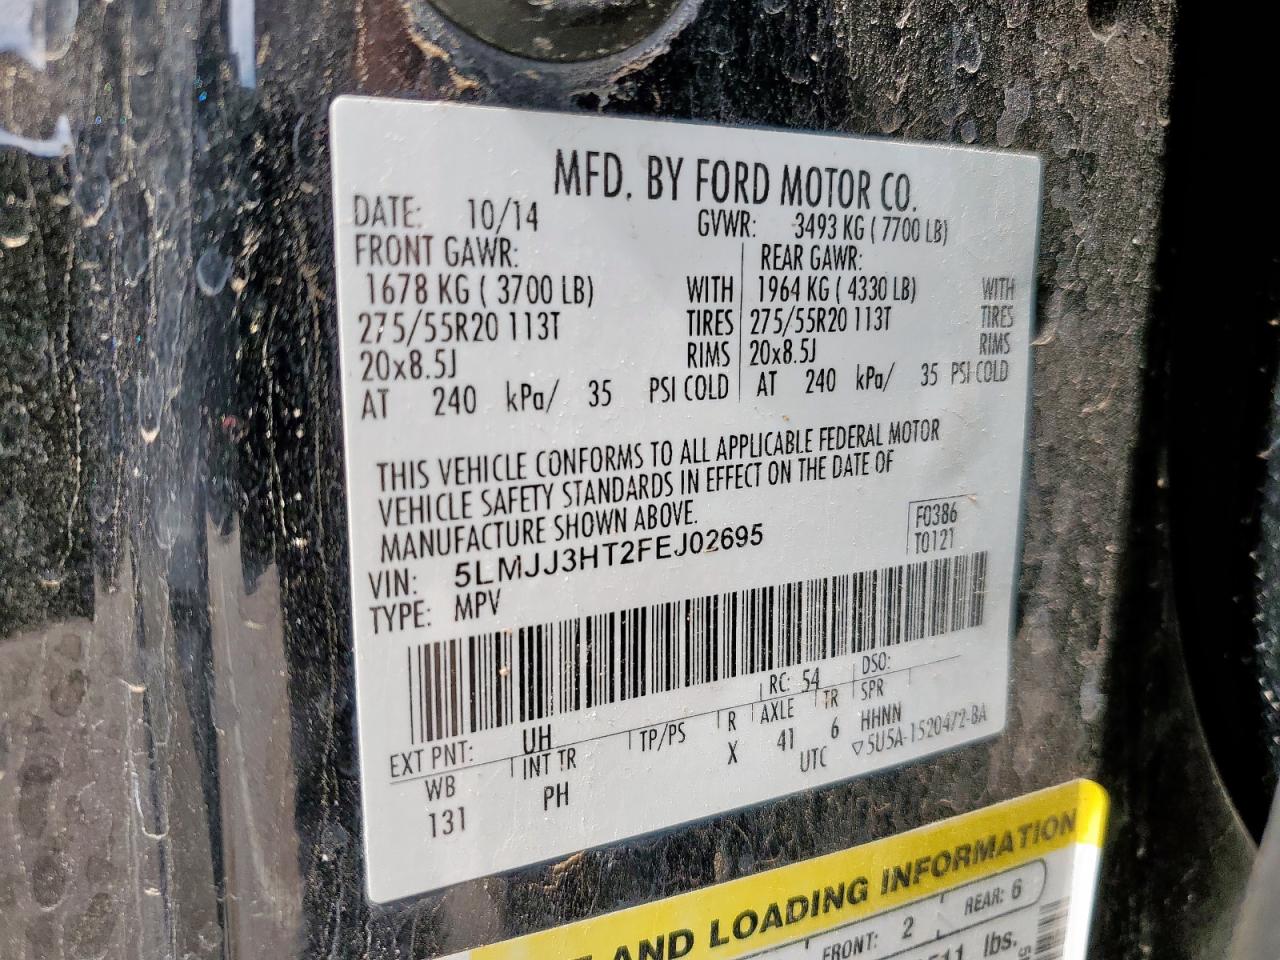 MFD. BY FORD MOTOR CO.
DATE: 10/14 GVWR: 3493 KG ( 7700 LB)
FRONT GAWR: REAR GAWR:
1678 KG ( 3700 LB) WITH 1964 KG ( 4330 LB) WITH
275/55R20 113T TIRES 275/55R20 113T TIRES
20x8.5J RIMS 20x8.5J RIMS
AT 240 kPa/ 35 PSI COLD AT 240 kPa/ 35 PSI COLD
THIS VEHICLE CONFORMS TO ALL APPLICABLE FEDERAL MOTOR
VEHICLE SAFETY STANDARDS IN EFFECT ON THE DATE OF
MANUFACTURE SHOWN ABOVE.
F0386
T0121
VIN: 5LMJJ3HT2FEJ02695
TYPE: MPV
EXT PNT: UH RC: 54 DSO:
WB INT TR TP/PS R AXLE TR SPR
131 PH X 41 6 HHNN
UTC ▽5U5A-1520472-BA
AND LOADING INFORMATION
FRONT: 2 REAR: 6
lbs.